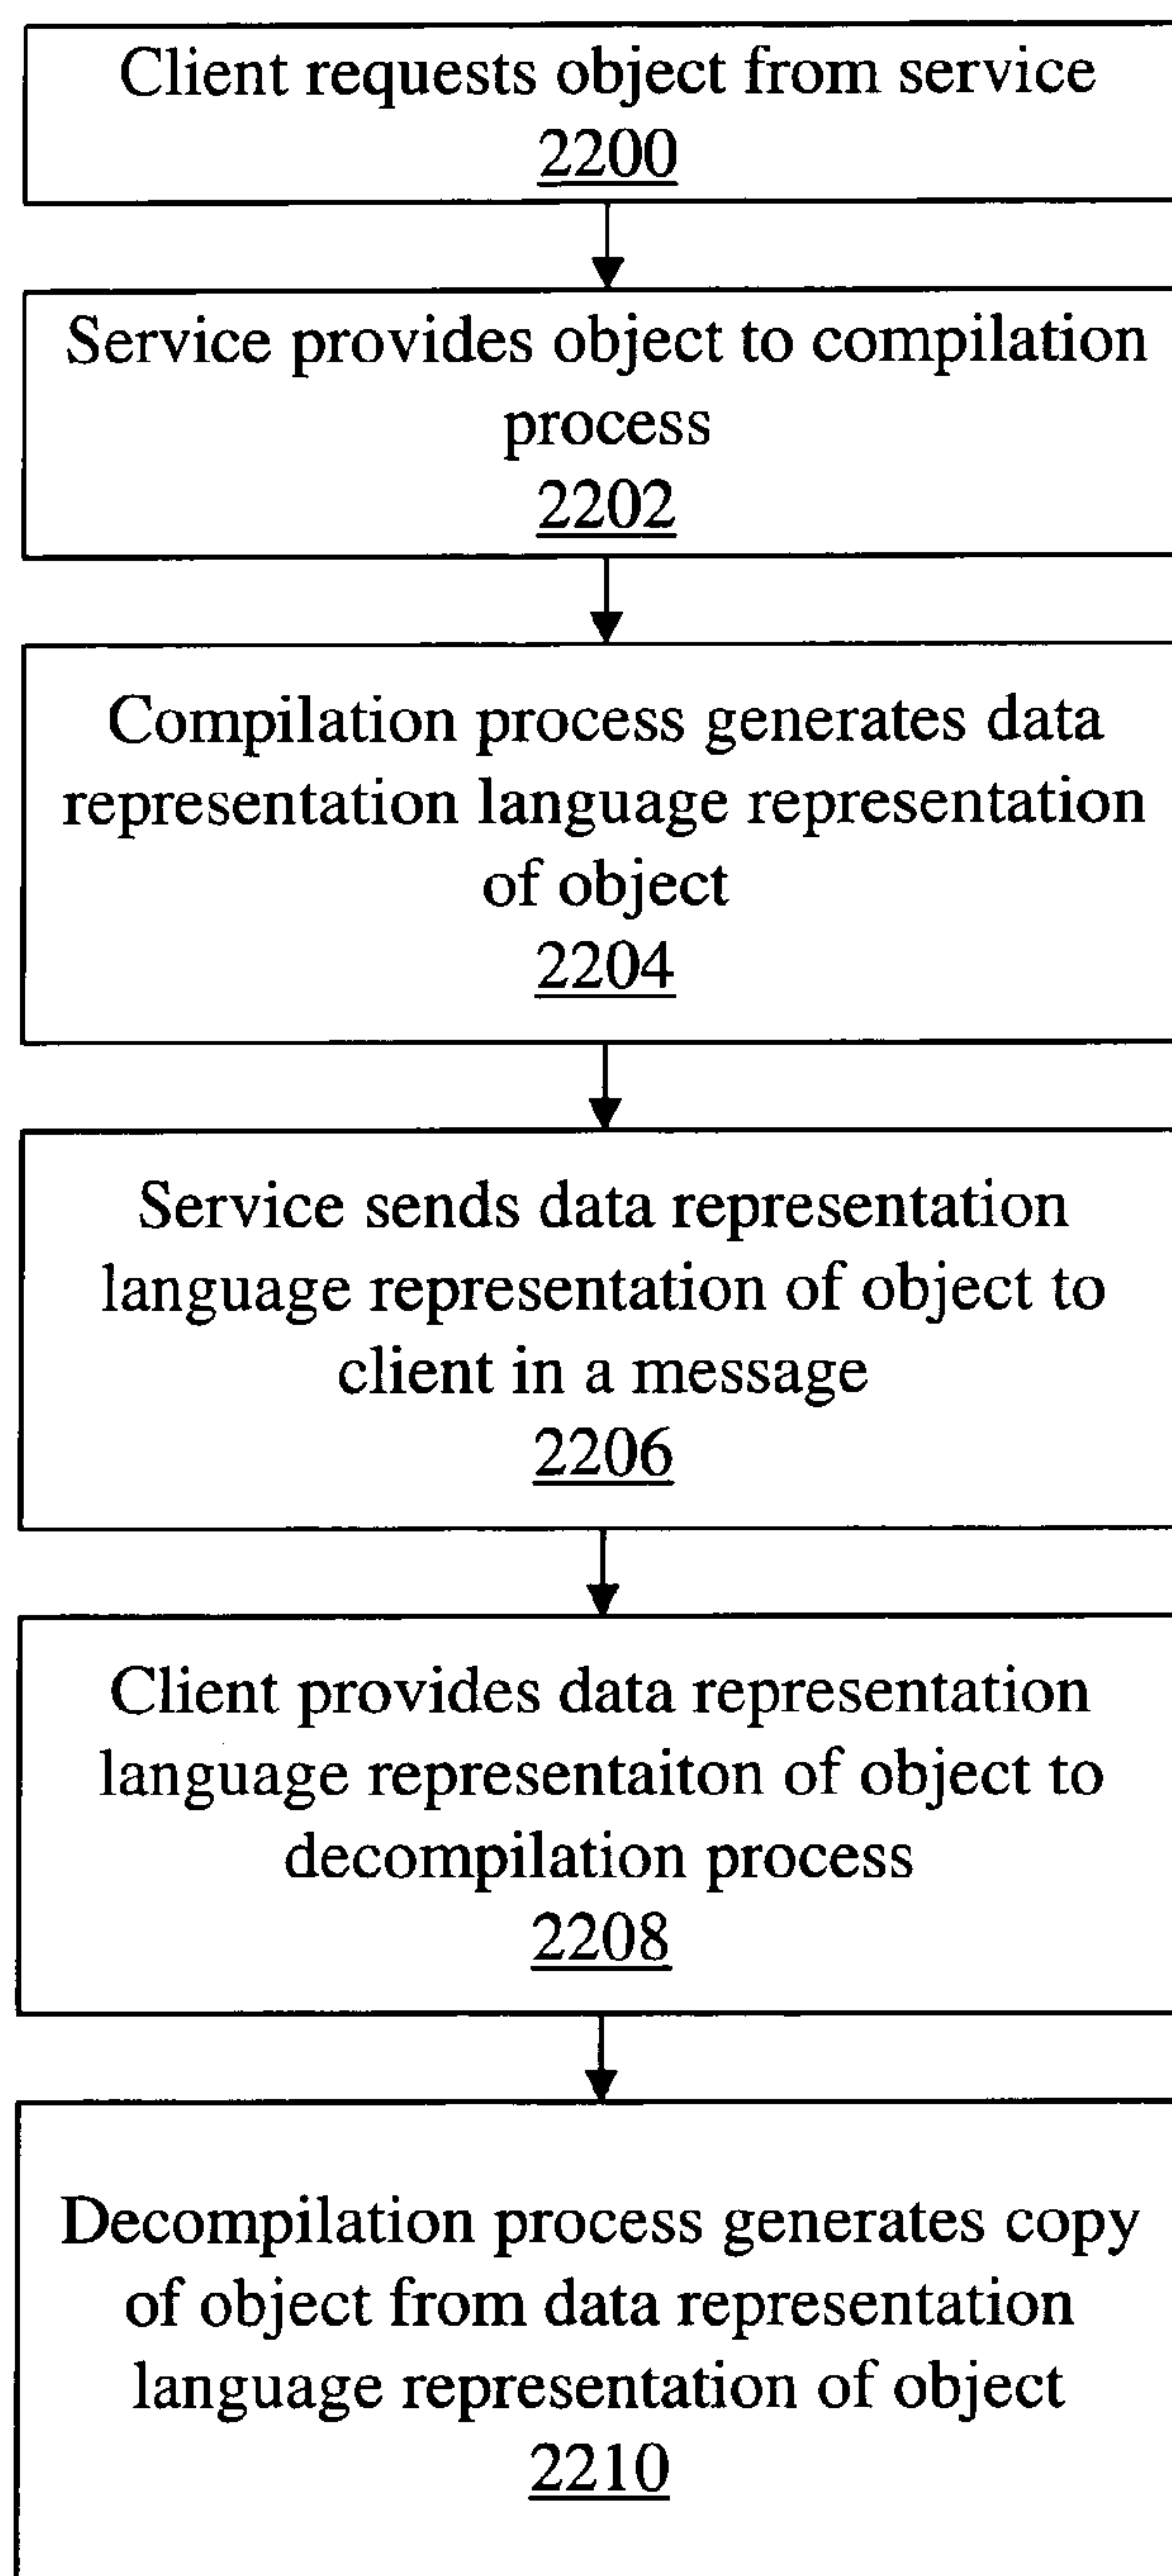 Client requests object from service
2200
Service provides object to compilation
process
2202
Compilation process generates data
representation language representation
of object
2204
Service sends data representation
language representation of object to
client in a message
2206
Client provides data representation
language representaiton of object to
decompilation process
2208
Decompilation process generates copy
of object from data representation
language representation of object
2210